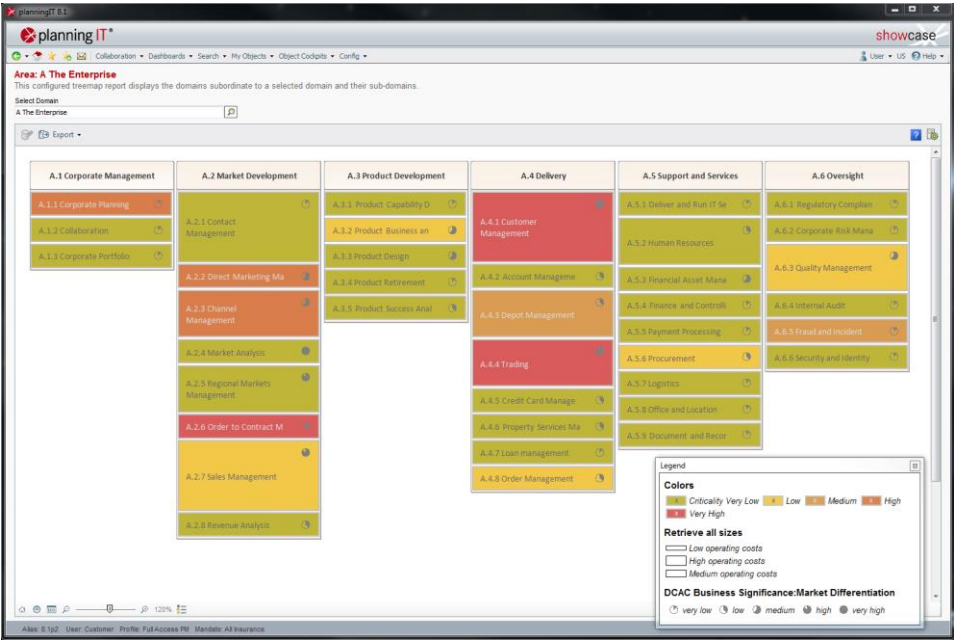 planningIT 8.1
planning IT
showcase
Collaboration Dashboards Search My Objects Object Cockpits Config
User US Help
Area: A The Enterprise
This configured treemap report displays the domains subordinate to a selected domain and their sub-domains.
Select Domain
A The Enterprise
Export
A.1 Corporate Management
A.1.1 Corporate Planning
A.1.2 Collaboration
A.1.3 Corporate Portfolio
A.2 Market Development
A.2.1 Contact
Management
A.2.2 Direct Marketing Ma
A.2.3 Channel
Management
A.2.4 Market Analysis
A.2.5 Regional Markets
Management
A.2.6 Order to Contract M
A.2.7 Sales Management
A.2.8 Revenue Analysis
A.3 Product Development
A.3.1 Product Capability D
A.3.2 Product Business an
A.3.3 Product Design
A.3.4 Product Retirement
A.3.5 Product Success Anal
A.4 Delivery
A.4.1 Customer
Management
A.4.2 Account Manageme
A.4.3 Depot Management
A.4.4 Trading
A.4.5 Credit Card Manage
A.4.6 Property Services Ma
A.4.7 Loan management
A.4.8 Order Management
A.5 Support and Services
A.5.1 Deliver and Run IT Se
A.5.2 Human Resources
A.5.3 Financial Asset Mana
A.5.4 Finance and Controlli
A.5.5 Payment Processing
A.5.6 Procurement
A.5.7 Logistics
A.5.8 Office and Location
A.5.9 Document and Recor
A.6 Oversight
A.6.1 Regulatory Complian
A.6.2 Corporate Risk Mana
A.6.3 Quality Management
A.6.4 Internal Audit
A.6.5 Fraud and Incident
A.6.6 Security and Identity
Legend
Colors
Criticality Very Low Low Medium High
Very High
Retrieve all sizes
Low operating costs
High operating costs
Medium operating costs
DCAC Business Significance:Market Differentiation
very low low medium high very high
120%
Alias: 8.1p2 User: Customer Profile: Full Access PM Mandate: All Insurance